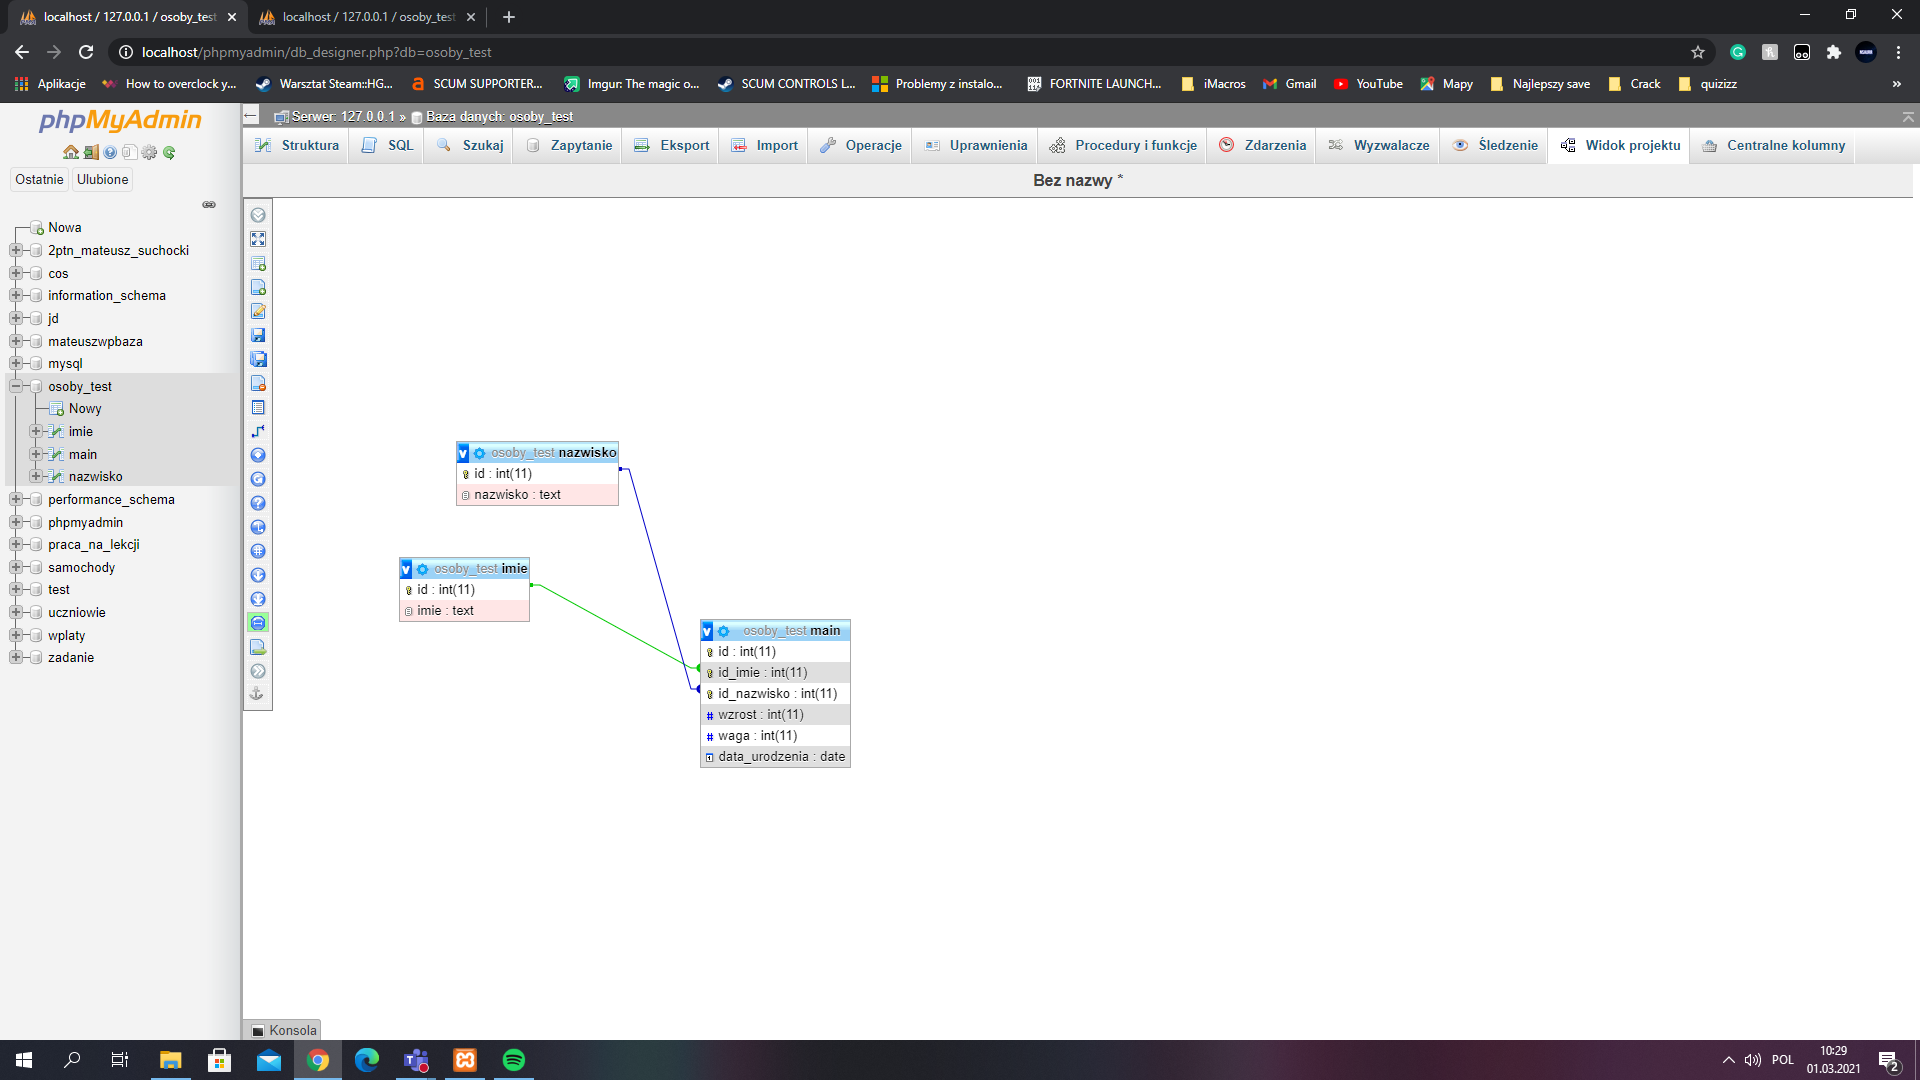 localhost / 127.0.0.1 / osoby_test
localhost / 127.0.0.1 / osoby_test
localhost/phpmyadmin/db_designer.php?db=osoby_test
Aplikacje
How to overclock y...
Warsztat Steam::HG...
SCUM SUPPORTER...
Imgur: The magic o...
SCUM CONTROLS L...
Problemy z instalo...
FORTNITE LAUNCH...
iMacros
Gmail
YouTube
Mapy
Najlepszy save
Crack
quizizz
»
phpMyAdmin
Ostatnie
Ulubione
Nowa
2ptn_mateusz_suchocki
cos
information_schema
jd
mateuszwpbaza
mysql
osoby_test
Nowy
imie
main
nazwisko
performance_schema
phpmyadmin
praca_na_lekcji
samochody
test
uczniowie
wplaty
zadanie
Serwer: 127.0.0.1 » Baza danych: osoby_test
Struktura
SQL
Szukaj
Zapytanie
Eksport
Import
Operacje
Uprawnienia
Procedury i funkcje
Zdarzenia
Wyzwalacze
Śledzenie
Widok projektu
Centralne kolumny
Bez nazwy *
v osoby_test nazwisko
id : int(11)
nazwisko : text
v osoby_test imie
id : int(11)
imie : text
v osoby_test main
id : int(11)
id_imie : int(11)
id_nazwisko : int(11)
# wzrost : int(11)
# waga : int(11)
data_urodzenia : date
Konsola
POL
10:29
01.03.2021
2